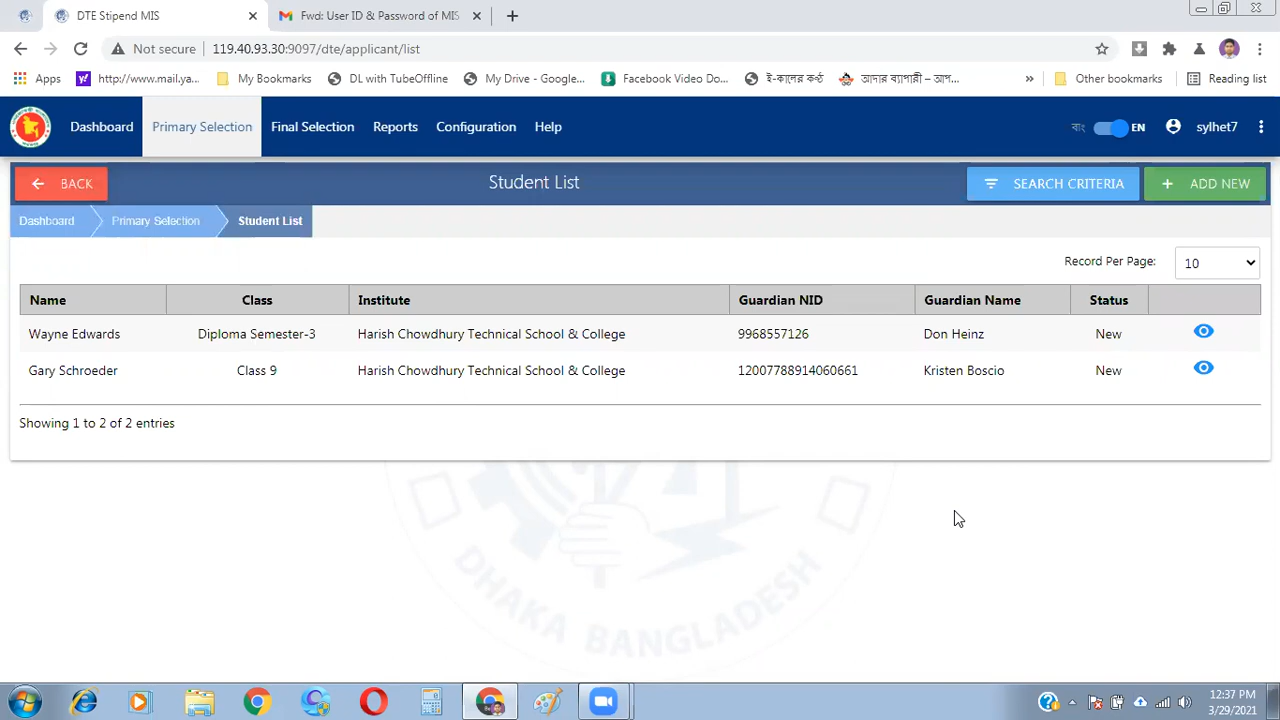 DTE Stipend MIS
Fwd: User ID & Password of MIS
Not secure | 119.40.93.30:9097/dte/applicant/list
Apps http://www.mail.ya... My Bookmarks DL with TubeOffline My Drive - Google... Facebook Video Do... ই-কালের কণ্ঠ আদার ব্যাপারী – আপ... » Other bookmarks Reading list
Dashboard Primary Selection Final Selection Reports Configuration Help বাং EN sylhet7
BACK Student List SEARCH CRITERIA + ADD NEW
Dashboard Primary Selection Student List
Record Per Page: 10
Name Class Institute Guardian NID Guardian Name Status
Wayne Edwards Diploma Semester-3 Harish Chowdhury Technical School & College 9968557126 Don Heinz New
Gary Schroeder Class 9 Harish Chowdhury Technical School & College 12007788914060661 Kristen Boscio New
Showing 1 to 2 of 2 entries
DHAKA BANGLADESH
12:37 PM
3/29/2021